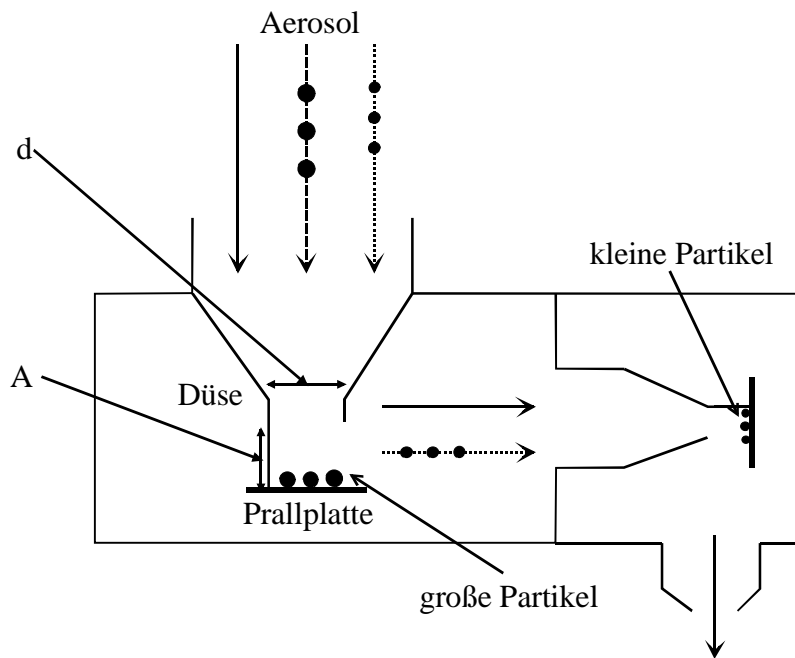 Aerosol
d
kleine Partikel
A
Düse
Prallplatte
große Partikel